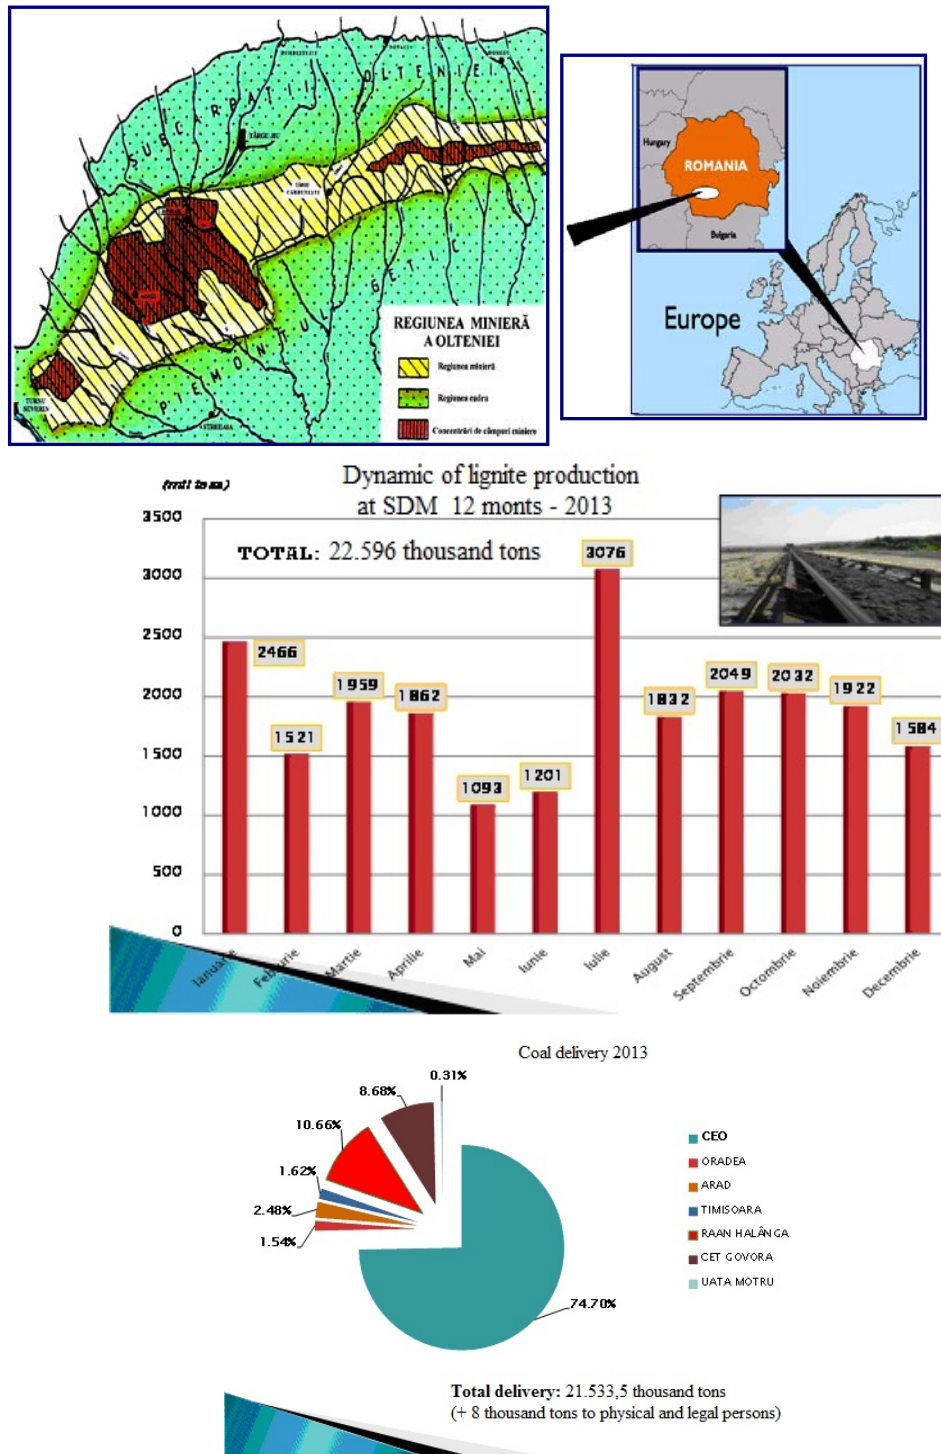 SUBCARPAȚII OLTENIEI
TÂRGU JIU
TÂRGU
CĂRBUNEȘTI
PIEMONTUL GETIC
TURNU
SEVERIN
STREHAIA
REGIUNEA MINIERĂ
A OLTENIEI
Regiunea minieră
Regiunea cadru
Concentrări de câmpuri miniere
Hungary
ROMANIA
Bulgaria
Europe
Dynamic of lignite production
at SDM 12 monts - 2013
TOTAL: 22.596 thousand tons
3500
3000
2500
2000
1500
1000
500
0
2466
1521
1959
1862
1093
1201
3076
1832
2049
2032
1922
1584
Ianuarie
Februarie
Martie
Aprilie
Mai
Iunie
Iulie
August
Septembrie
Octombrie
Noiembrie
Decembrie
Coal delivery 2013
0.31%
8.68%
10.66%
1.62%
2.48%
1.54%
74.70%
CEO
ORADEA
ARAD
TIMISOARA
RAAN HALÂNGA
CET GOVORA
UATA MOTRU
Total delivery: 21.533,5 thousand tons
(+ 8 thousand tons to physical and legal persons)